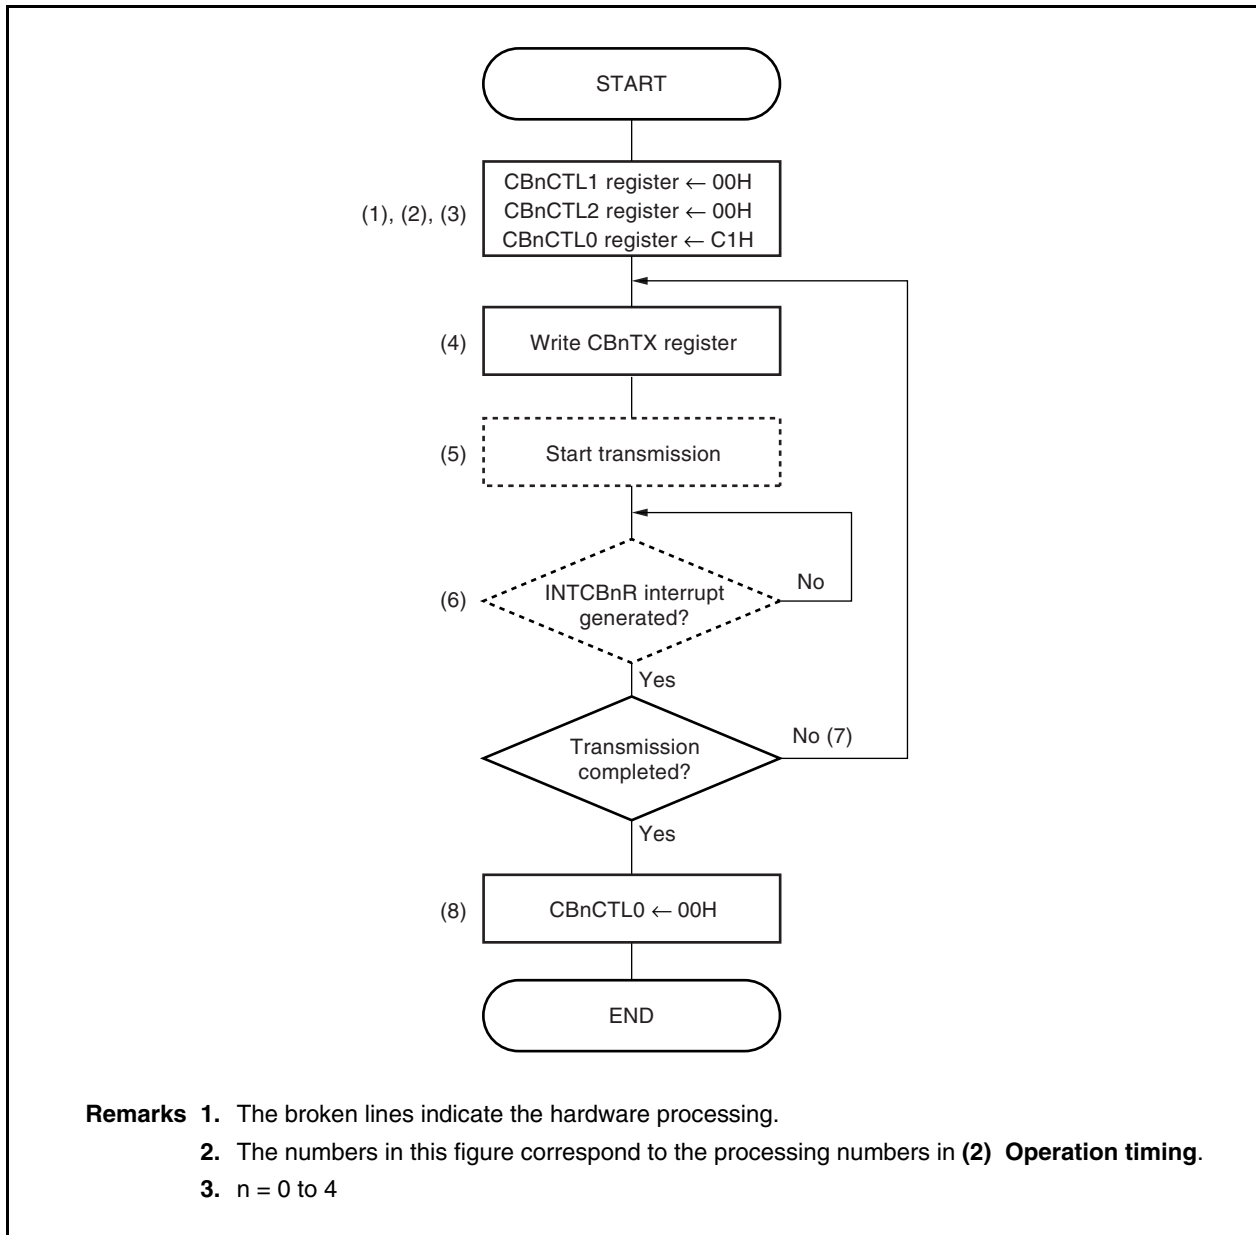 START
(1), (2), (3)
CBnCTL1 register ← 00H
CBnCTL2 register ← 00H
CBnCTL0 register ← C1H
(4)
Write CBnTX register
(5)
Start transmission
(6)
INTCBnR interrupt
generated?
No
Yes
Transmission
completed?
No (7)
Yes
(8)
CBnCTL0 ← 00H
END
Remarks 1. The broken lines indicate the hardware processing.
2. The numbers in this figure correspond to the processing numbers in (2) Operation timing.
3. n = 0 to 4